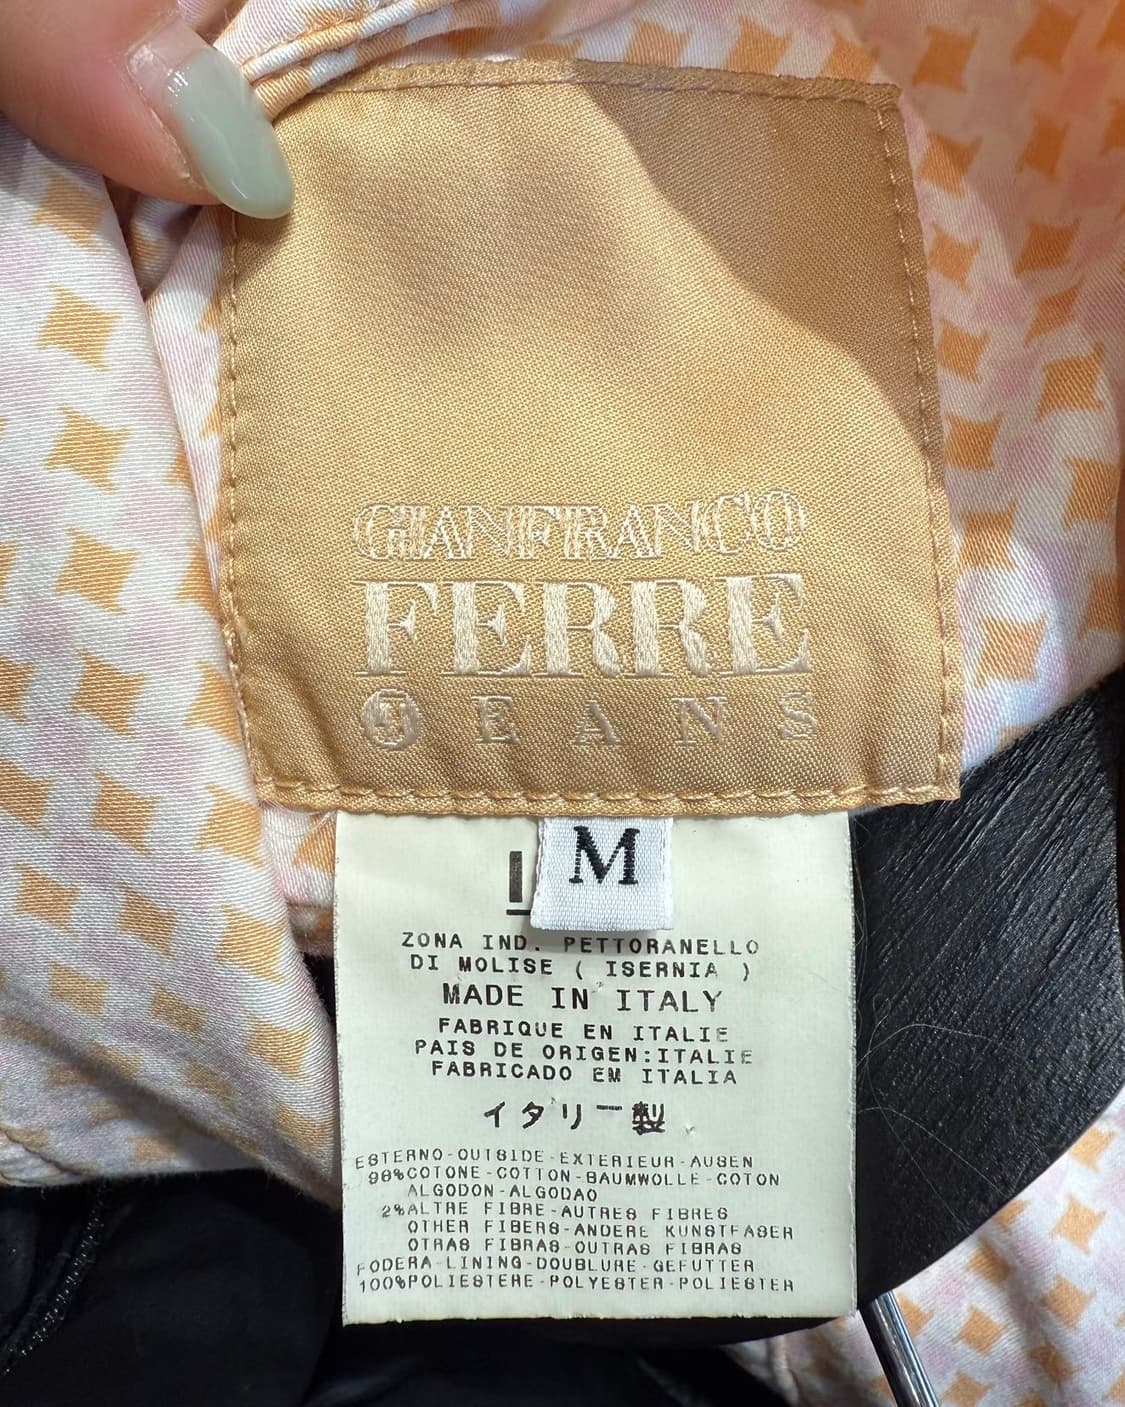 GIANFRANCO
FERRE
JEANS
M
ZONA IND. PETTORANELLO
DI MOLISE ( ISERNIA )
MADE IN ITALY
FABRIQUE EN ITALIE
PAIS DE ORIGEN:ITALIE
FABRICADO EM ITALIA
イタリー製
ESTERNO-OUTSIDE-EXTERIEUR-AUSEN
98%COTONE-COTTON-BAUMWOLLE-COTON
ALGODON-ALGODAO
2%ALTRE FIBRE-AUTRES FIBRES
OTHER FIBERS-ANDERE KUNSTFASER
OTRAS FIBRAS-OUTRAS FIBRAS
FODERA-LINING-DOUBLURE-GEFUTTER
100%POLIESTERE-POLYESTER-POLIESTER